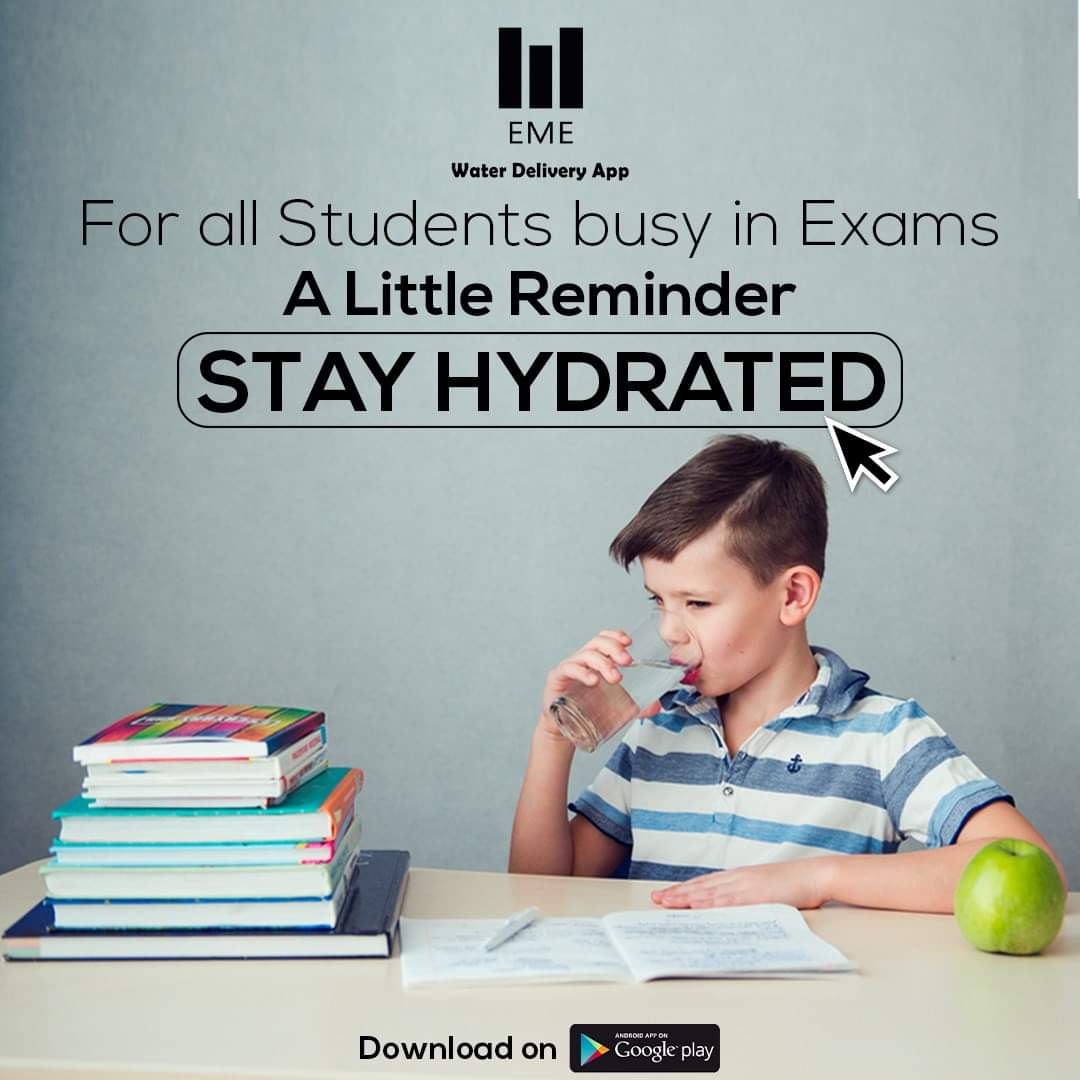 EME
Water Delivery App
For all Students busy in Exams
A Little Reminder
STAY HYDRATED
Download on
ANDROID APP ON
Google play